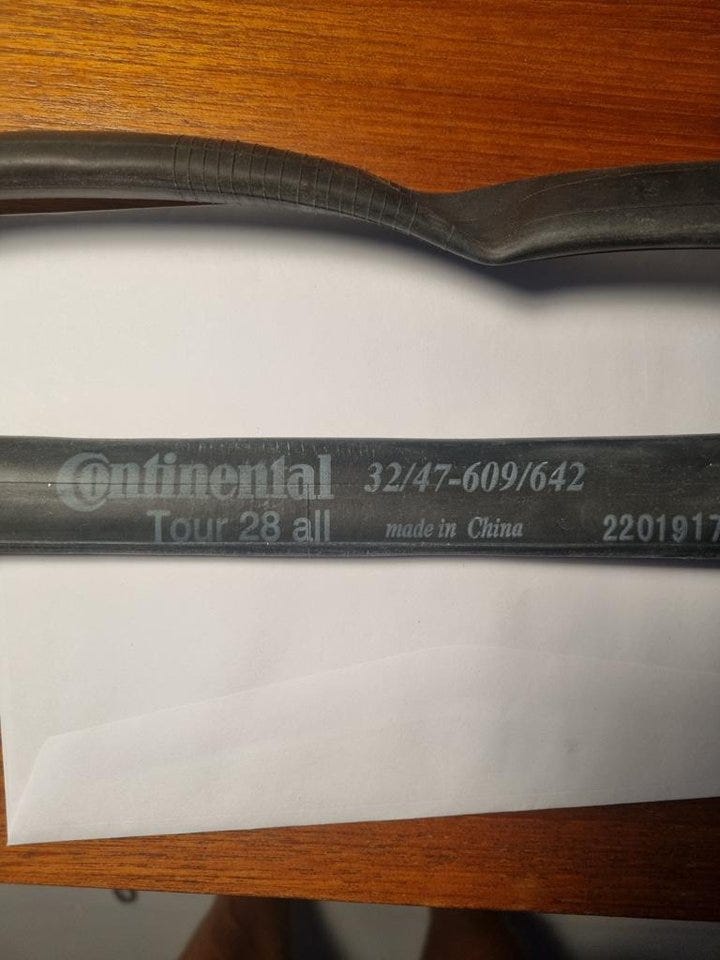 Continental 32/47-609/642
Tour 28 all made in China 2201917